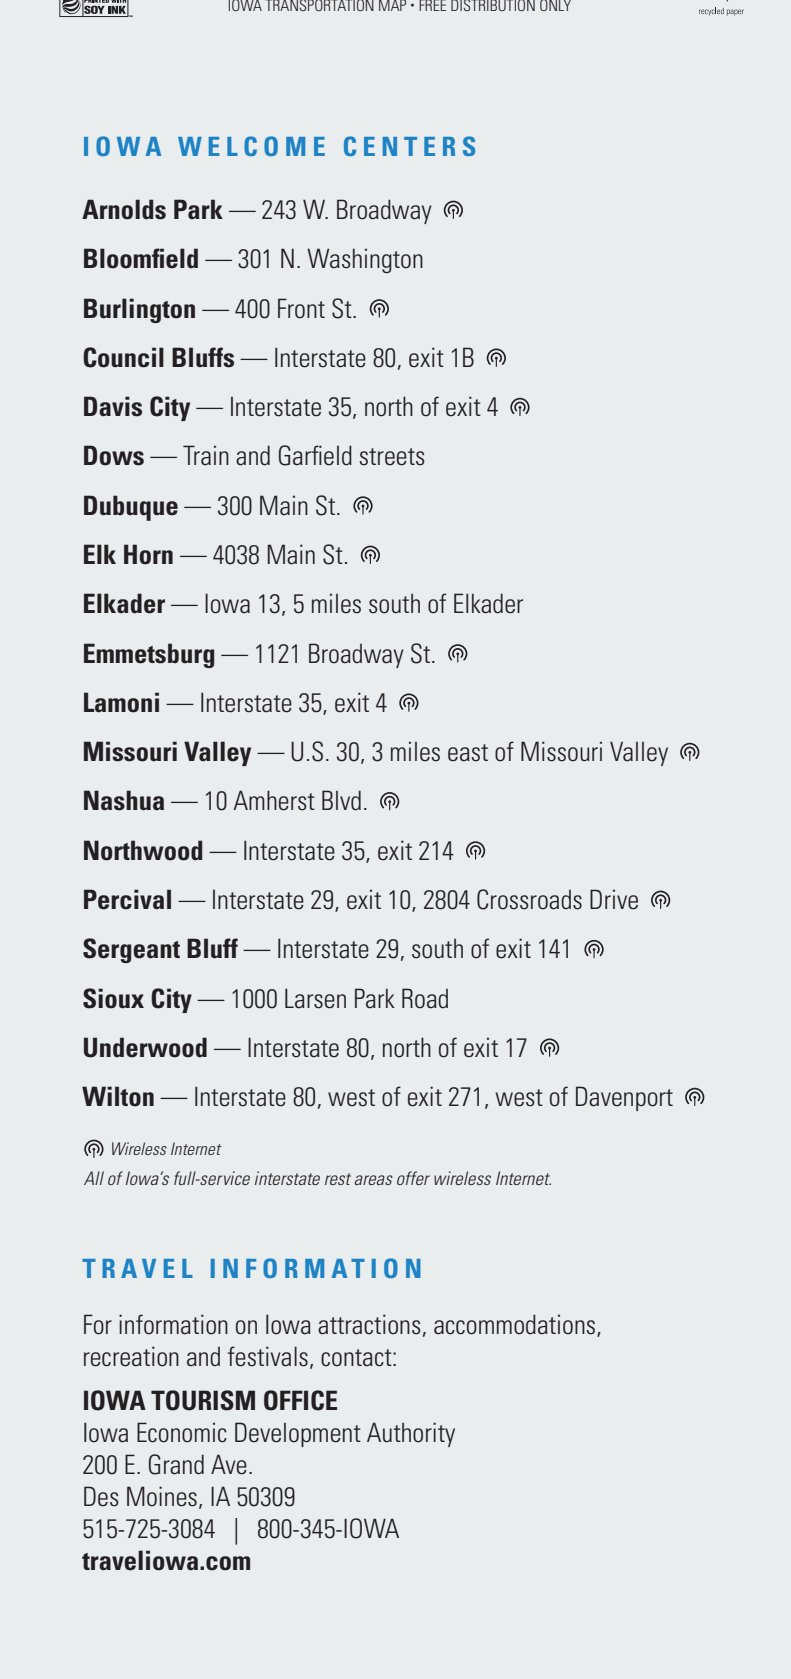 PRINTED WITH
SOY INK
IOWA TRANSPORTATION MAP • FREE DISTRIBUTION ONLY
recycled paper
IOWA WELCOME CENTERS
Arnolds Park — 243 W. Broadway
Bloomfield — 301 N. Washington
Burlington — 400 Front St.
Council Bluffs — Interstate 80, exit 1B
Davis City — Interstate 35, north of exit 4
Dows — Train and Garfield streets
Dubuque — 300 Main St.
Elk Horn — 4038 Main St.
Elkader — Iowa 13, 5 miles south of Elkader
Emmetsburg — 1121 Broadway St.
Lamoni — Interstate 35, exit 4
Missouri Valley — U.S. 30, 3 miles east of Missouri Valley
Nashua — 10 Amherst Blvd.
Northwood — Interstate 35, exit 214
Percival — Interstate 29, exit 10, 2804 Crossroads Drive
Sergeant Bluff — Interstate 29, south of exit 141
Sioux City — 1000 Larsen Park Road
Underwood — Interstate 80, north of exit 17
Wilton — Interstate 80, west of exit 271, west of Davenport
Wireless Internet
All of Iowa's full-service interstate rest areas offer wireless Internet.
TRAVEL INFORMATION
For information on Iowa attractions, accommodations,
recreation and festivals, contact:
IOWA TOURISM OFFICE
Iowa Economic Development Authority
200 E. Grand Ave.
Des Moines, IA 50309
515-725-3084 | 800-345-IOWA
traveliowa.com